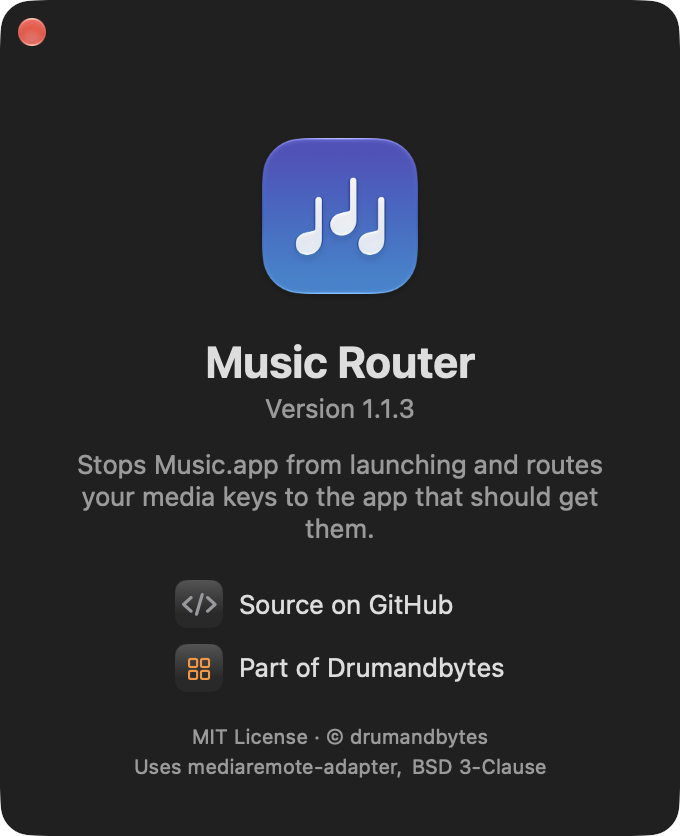 Music Router
Version 1.1.3
Stops Music.app from launching and routes
your media keys to the app that should get
them.
</> Source on GitHub
Part of Drumandbytes
MIT License · © drumandbytes
Uses mediaremote-adapter, BSD 3-Clause